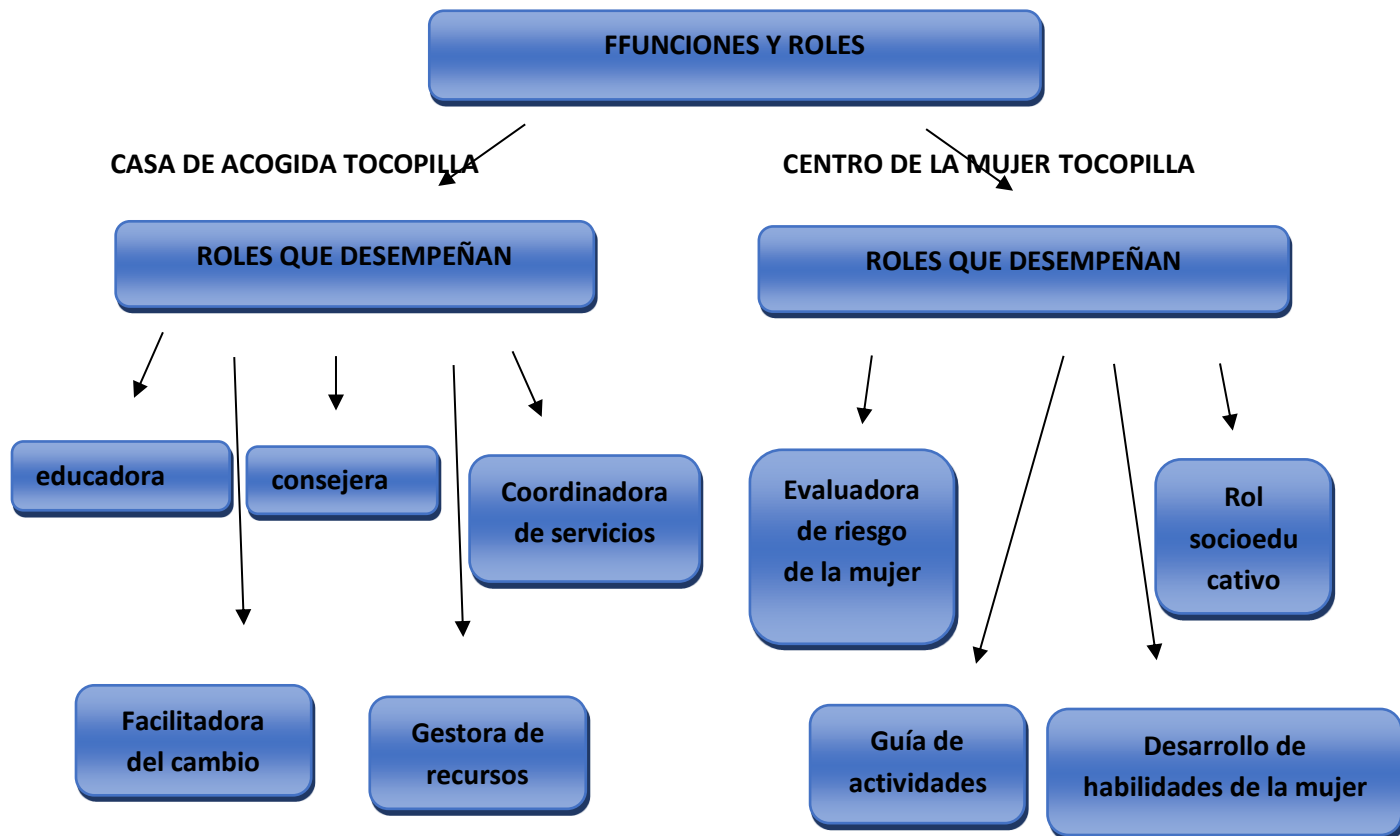 FFUNCIONES Y ROLES
CASA DE ACOGIDA TOCOPILLA
CENTRO DE LA MUJER TOCOPILLA
ROLES QUE DESEMPEÑAN
ROLES QUE DESEMPEÑAN
educadora
consejera
Coordinadora
de servicios
Evaluadora
de riesgo
de la mujer
Rol
socioedu
cativo
Facilitadora
del cambio
Gestora de
recursos
Guía de
actividades
Desarrollo de
habilidades de la mujer